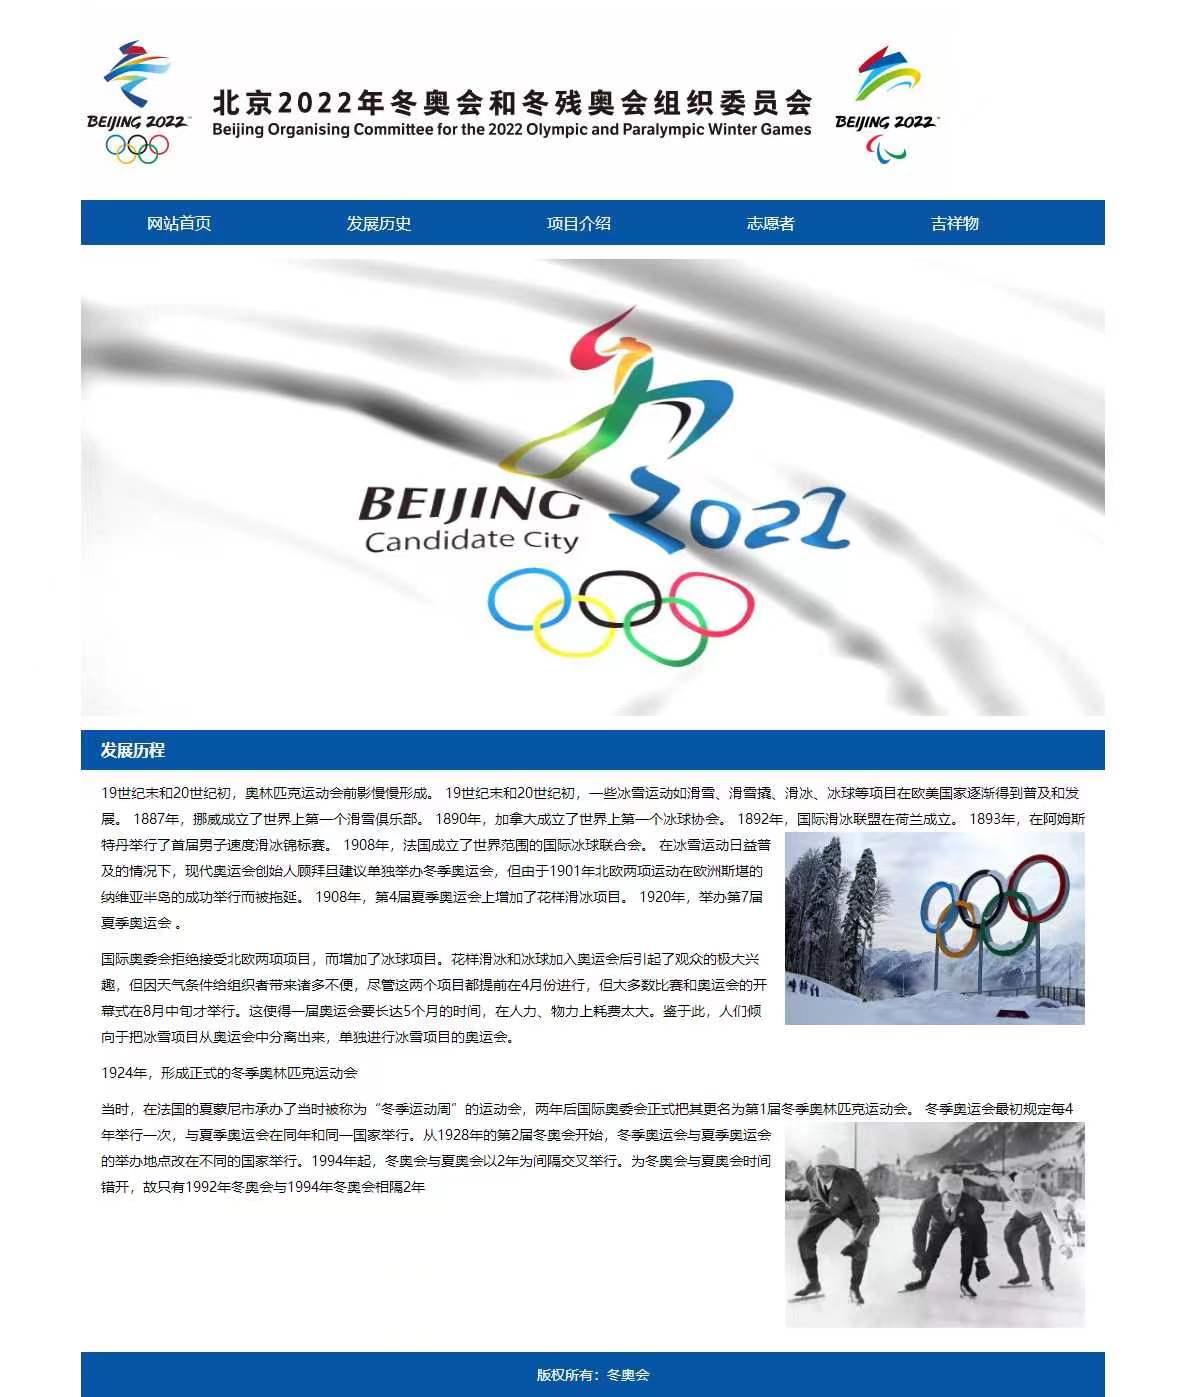 BEIJING 2022
北京2022年冬奥会和冬残奥会组织委员会
Beijing Organising Committee for the 2022 Olympic and Paralympic Winter Games
BEIJING 2022
网站首页 发展历史 项目介绍 志愿者 吉祥物
BEIJING 2022
Candidate City
发展历程
19世纪末和20世纪初，奥林匹克运动会前影慢慢形成。 19世纪末和20世纪初，一些冰雪运动如滑雪、滑雪撬、滑冰、冰球等项目在欧美国家逐渐得到普及和发
展。 1887年，挪威成立了世界上第一个滑雪俱乐部。 1890年，加拿大成立了世界上第一个冰球协会。 1892年，国际滑冰联盟在荷兰成立。 1893年，在阿姆斯
特丹举行了首届男子速度滑冰锦标赛。 1908年，法国成立了世界范围的国际冰球联合会。 在冰雪运动日益普
及的情况下，现代奥运会创始人顾拜旦建议单独举办冬季奥运会，但由于1901年北欧两项运动在欧洲斯堪的
纳维亚半岛的成功举行而被拖延。 1908年，第4届夏季奥运会上增加了花样滑冰项目。 1920年，举办第7届
夏季奥运会 。
国际奥委会拒绝接受北欧两项项目，而增加了冰球项目。花样滑冰和冰球加入奥运会后引起了观众的极大兴
趣，但因天气条件给组织者带来诸多不便，尽管这两个项目都提前在4月份进行，但大多数比赛和奥运会的开
幕式在8月中旬才举行。这使得一届奥运会要长达5个月的时间，在人力、物力上耗费太大。鉴于此，人们倾
向于把冰雪项目从奥运会中分离出来，单独进行冰雪项目的奥运会。
1924年，形成正式的冬季奥林匹克运动会
当时，在法国的夏蒙尼市承办了当时被称为“冬季运动周”的运动会，两年后国际奥委会正式把其更名为第1届冬季奥林匹克运动会。 冬季奥运会最初规定每4
年举行一次，与夏季奥运会在同年和同一国家举行。从1928年的第2届冬奥会开始，冬季奥运会与夏季奥运会
的举办地点改在不同的国家举行。1994年起，冬奥会与夏奥会以2年为间隔交叉举行。为冬奥会与夏奥会时间
错开，故只有1992年冬奥会与1994年冬奥会相隔2年
版权所有：冬奥会